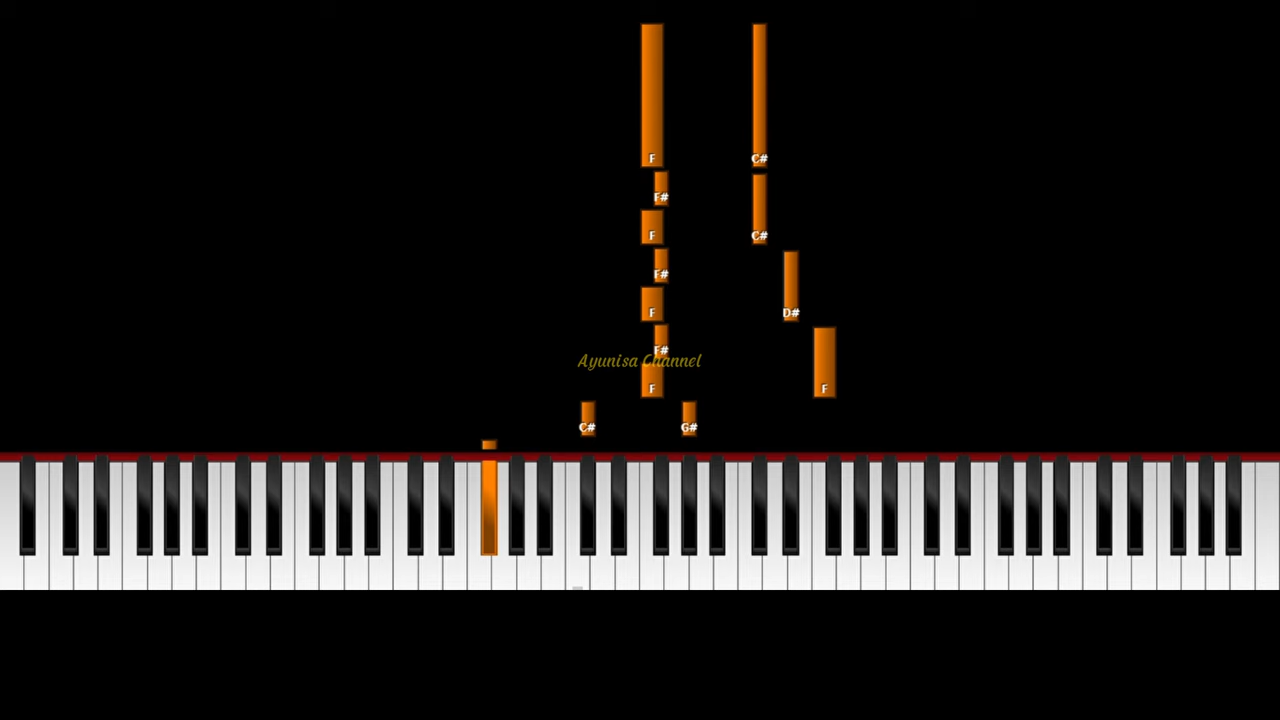 F C#
F#
F C#
F#
F D#
F#
Ayunisa Channel
F F
C# G#